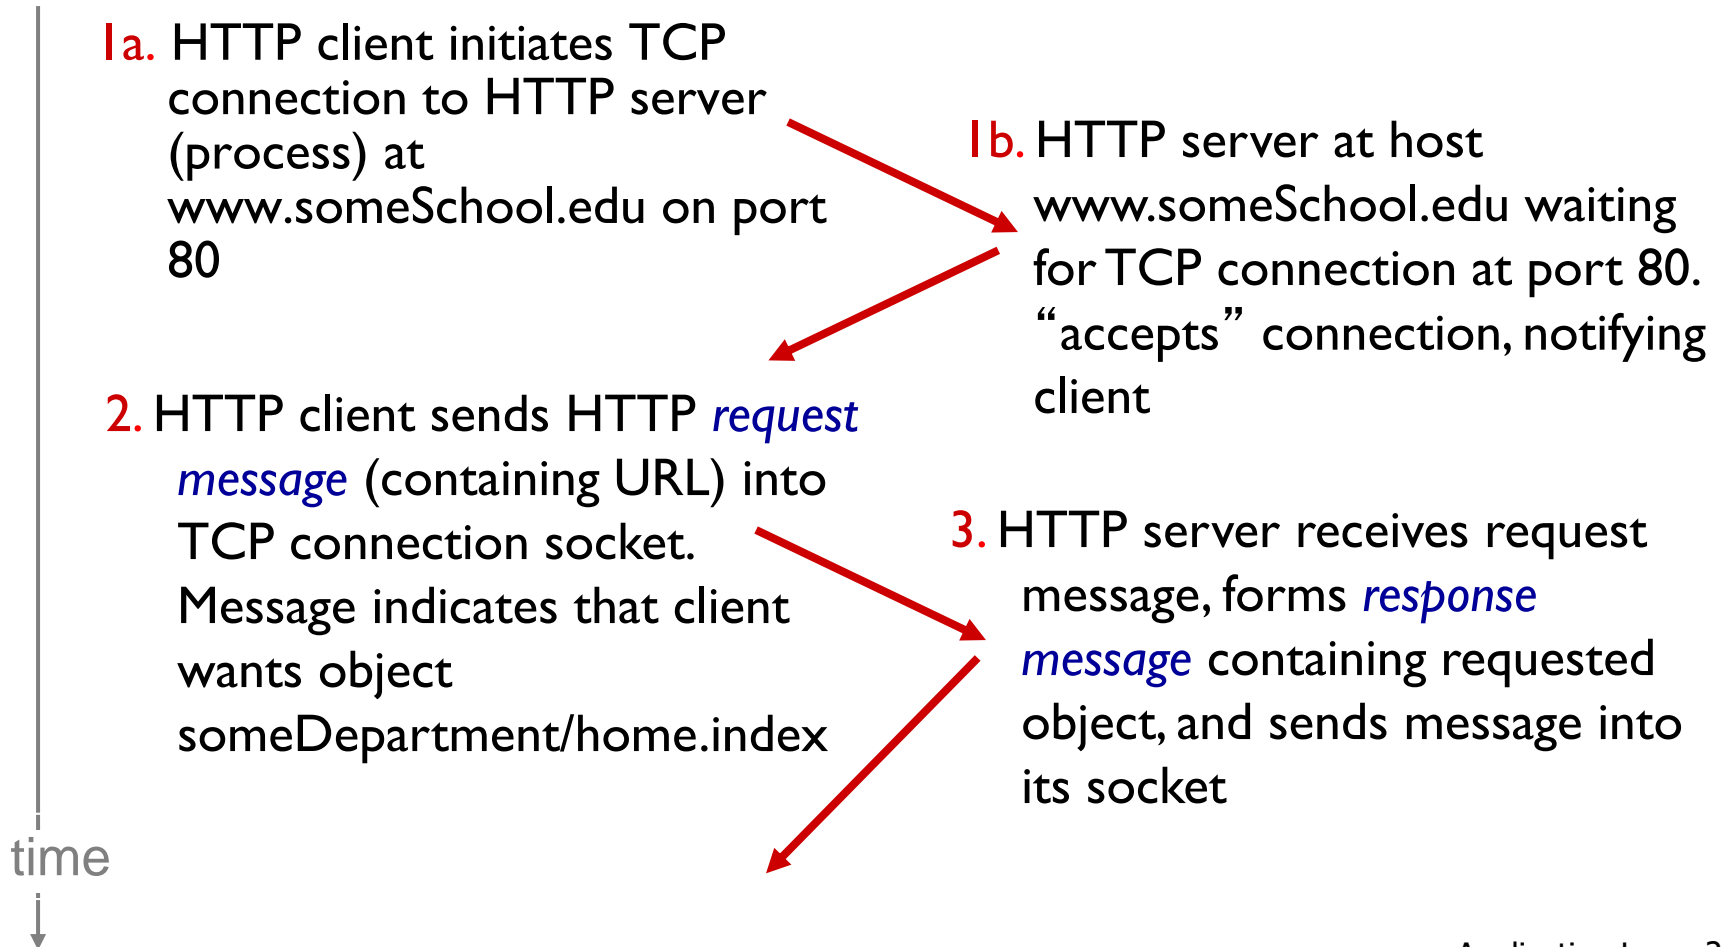 1a. HTTP client initiates TCP
connection to HTTP server
(process) at
www.someSchool.edu on port
80
1b. HTTP server at host
www.someSchool.edu waiting
for TCP connection at port 80.
“accepts” connection, notifying
client
2. HTTP client sends HTTP request
message (containing URL) into
TCP connection socket.
Message indicates that client
wants object
someDepartment/home.index
3. HTTP server receives request
message, forms response
message containing requested
object, and sends message into
its socket
time